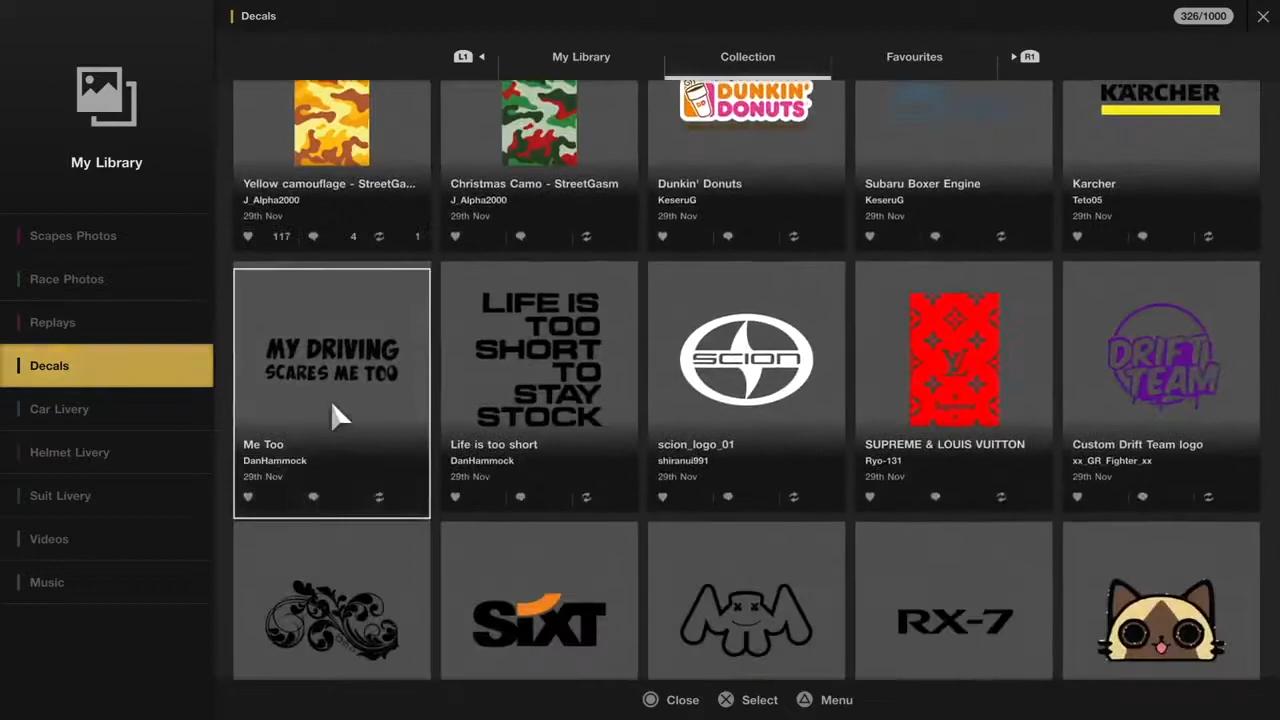 Decals
326/1000
L1
My Library
Collection
Favourites
R1
My Library
Scapes Photos
Race Photos
Replays
Decals
Car Livery
Helmet Livery
Suit Livery
Videos
Music
DUNKIN'
DONUTS
KÄRCHER
Yellow camouflage - StreetGa...
J_Alpha2000
29th Nov
117
4
1
Christmas Camo - StreetGasm
J_Alpha2000
29th Nov
Dunkin' Donuts
KeseruG
29th Nov
Subaru Boxer Engine
KeseruG
29th Nov
Karcher
Teto05
29th Nov
MY DRIVING
SCARES ME TOO
Me Too
DanHammock
29th Nov
LIFE IS
TOO
SHORT
TO
STAY
STOCK
Life is too short
DanHammock
29th Nov
SCION
scion_logo_01
shiranui991
29th Nov
LV
Supreme
SUPREME & LOUIS VUITTON
Ryo-131
29th Nov
DRIFT
TEAM
Custom Drift Team logo
xx_GR_Fighter_xx
29th Nov
SiXT
RX-7
Close
Select
Menu